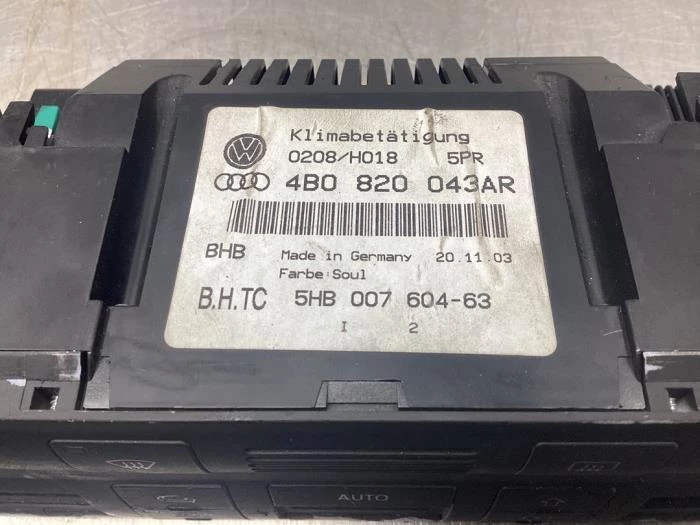 Klimabetätigung
0208/H018 5PR
4B0 820 043AR
BHB Made in Germany 20.11.03
Farbe:Soul
B.H.TC 5HB 007 604-63
I 2
AUTO